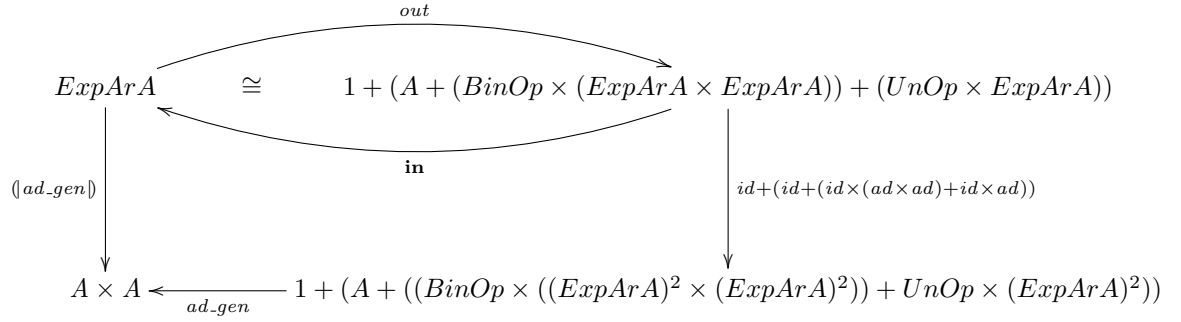 out
ExpArA ≅ 1 + (A + (BinOp × (ExpArA × ExpArA)) + (UnOp × ExpArA))
in
(|ad_gen|) id+(id+(id×(ad×ad)+id×ad))
A × A 1 + (A + ((BinOp × ((ExpArA)² × (ExpArA)²)) + UnOp × (ExpArA)²))
ad_gen